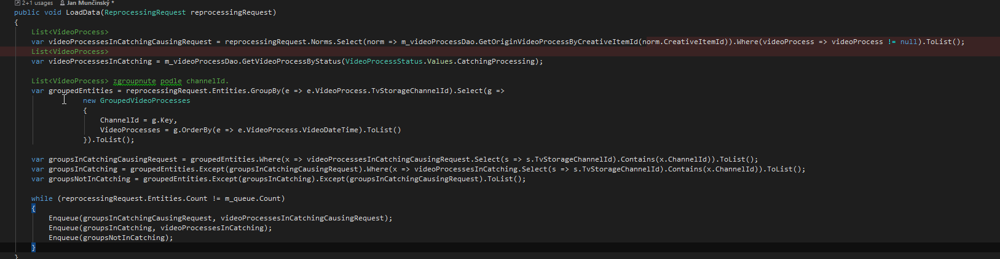 2+1 usages Jan Munčinský *
public void LoadData(ReprocessingRequest reprocessingRequest)
{
List<VideoProcess>
var videoProcessesInCatchingCausingRequest = reprocessingRequest.Norms.Select(norm => m_videoProcessDao.GetOriginVideoProcessByCreativeItemId(norm.CreativeItemId)).Where(videoProcess => videoProcess != null).ToList();
List<VideoProcess>
var videoProcessesInCatching = m_videoProcessDao.GetVideoProcessByStatus(VideoProcessStatus.Values.CatchingProcessing);
List<VideoProcess> zgroupnute podle channelId.
var groupedEntities = reprocessingRequest.Entities.GroupBy(e => e.VideoProcess.TvStorageChannelId).Select(g =>
new GroupedVideoProcesses
{
ChannelId = g.Key,
VideoProcesses = g.OrderBy(e => e.VideoProcess.VideoDateTime).ToList()
}).ToList();
var groupsInCatchingCausingRequest = groupedEntities.Where(x => videoProcessesInCatchingCausingRequest.Select(s => s.TvStorageChannelId).Contains(x.ChannelId)).ToList();
var groupsInCatching = groupedEntities.Except(groupsInCatchingCausingRequest).Where(x => videoProcessesInCatching.Select(s => s.TvStorageChannelId).Contains(x.ChannelId)).ToList();
var groupsNotInCatching = groupedEntities.Except(groupsInCatching).Except(groupsInCatchingCausingRequest).ToList();
while (reprocessingRequest.Entities.Count != m_queue.Count)
{
Enqueue(groupsInCatchingCausingRequest, videoProcessesInCatchingCausingRequest);
Enqueue(groupsInCatching, videoProcessesInCatching);
Enqueue(groupsNotInCatching);
}
}